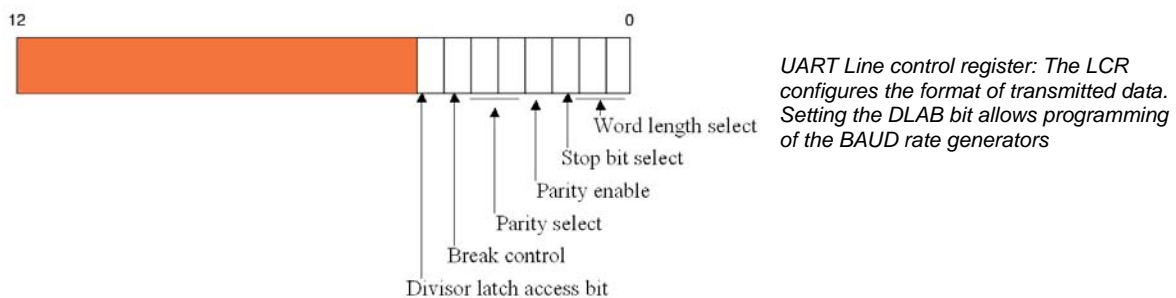 12
0
UART Line control register: The LCR
configures the format of transmitted data.
Setting the DLAB bit allows programming
of the BAUD rate generators
Word length select
Stop bit select
Parity enable
Parity select
Break control
Divisor latch access bit